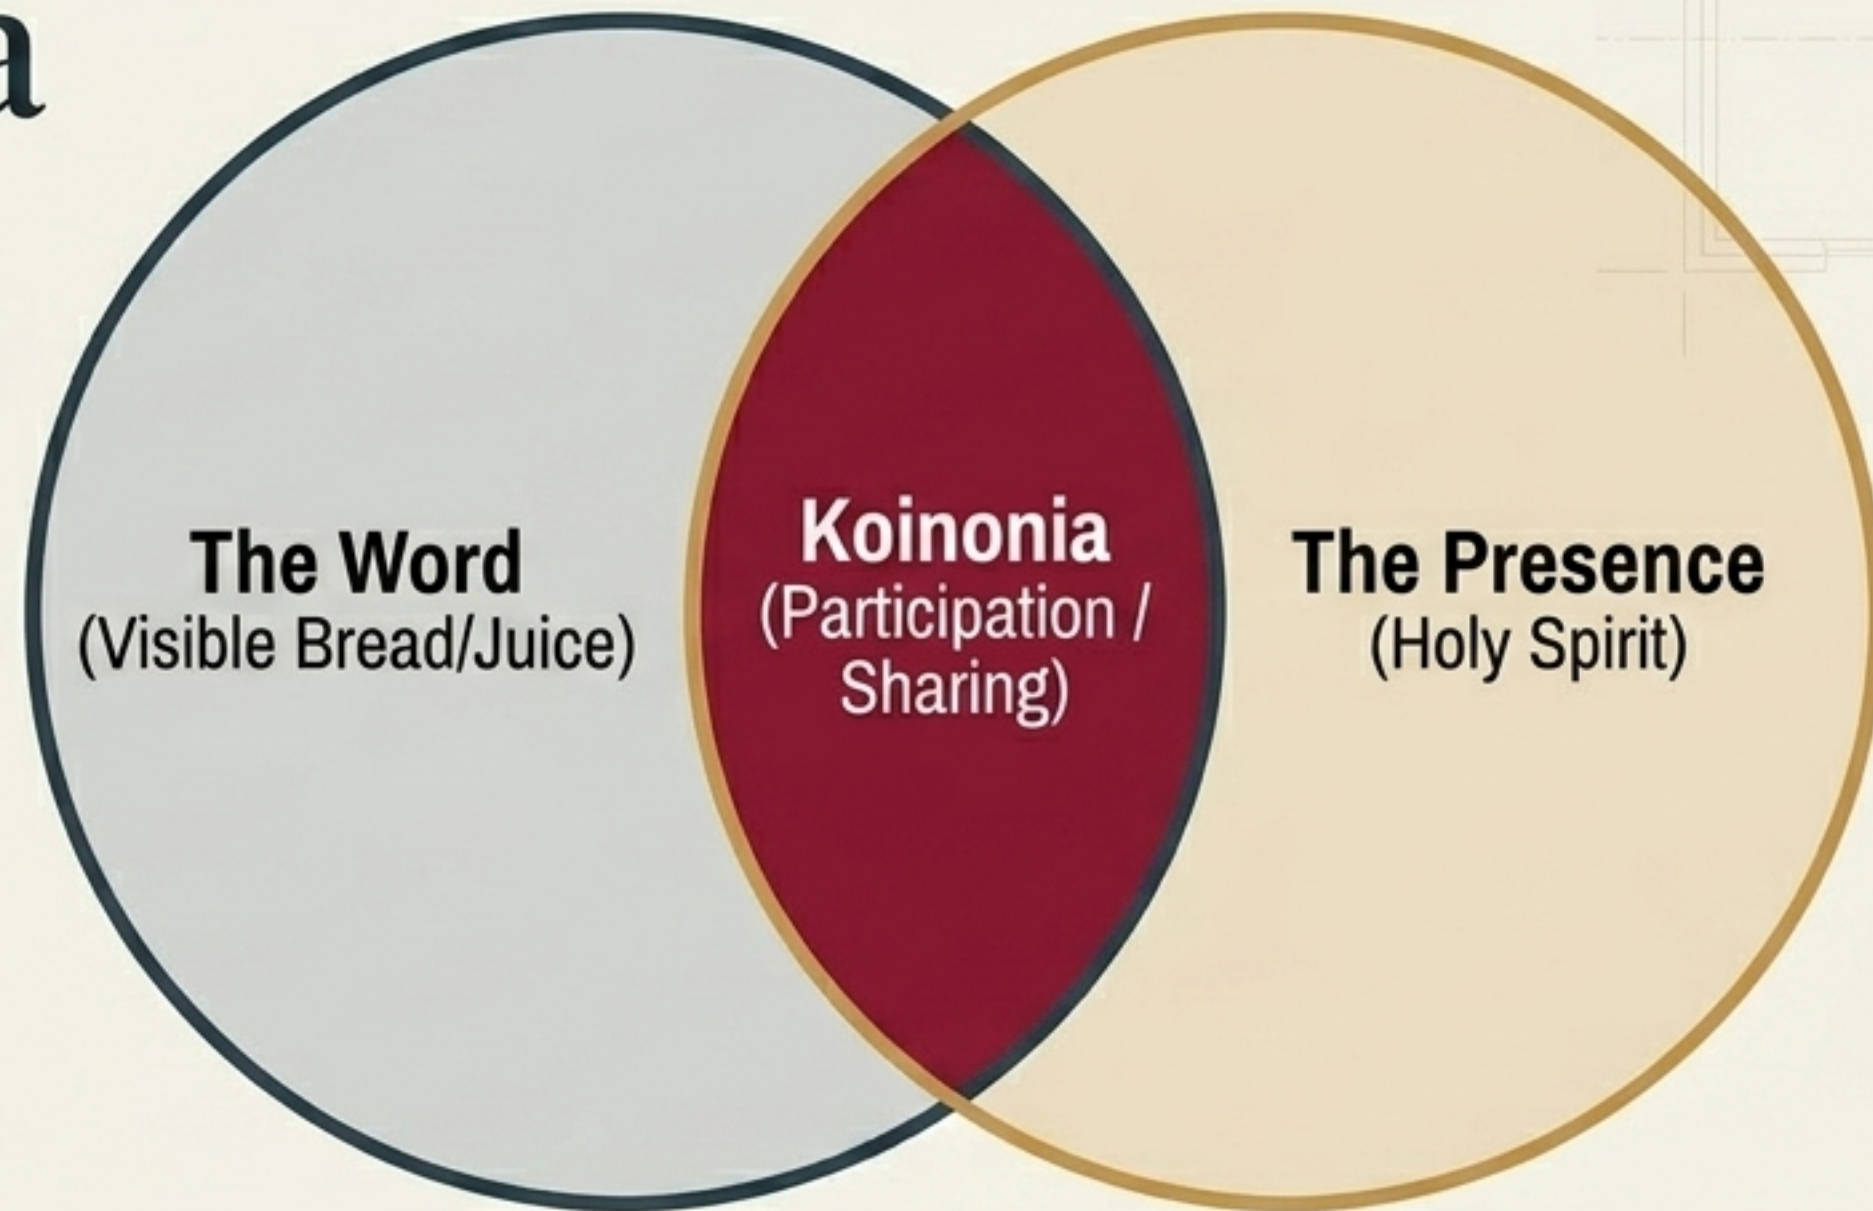 a
The Word
(Visible Bread/Juice)
Koinonia
(Participation /
Sharing)
The Presence
(Holy Spirit)